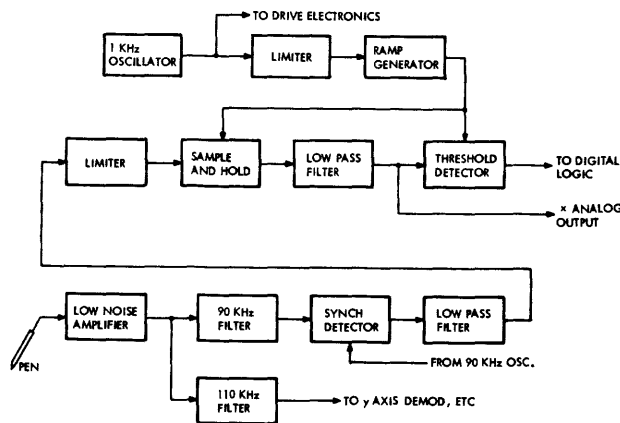 TO DRIVE ELECTRONICS
1 KHz
OSCILLATOR
LIMITER
RAMP
GENERATOR
LIMITER
SAMPLE
AND HOLD
LOW PASS
FILTER
THRESHOLD
DETECTOR
TO DIGITAL
LOGIC
x ANALOG
OUTPUT
LOW NOISE
AMPLIFIER
90 KHz
FILTER
SYNCH
DETECTOR
LOW PASS
FILTER
PEN
FROM 90 KHz OSC.
110 KHz
FILTER
TO y AXIS DEMOD, ETC